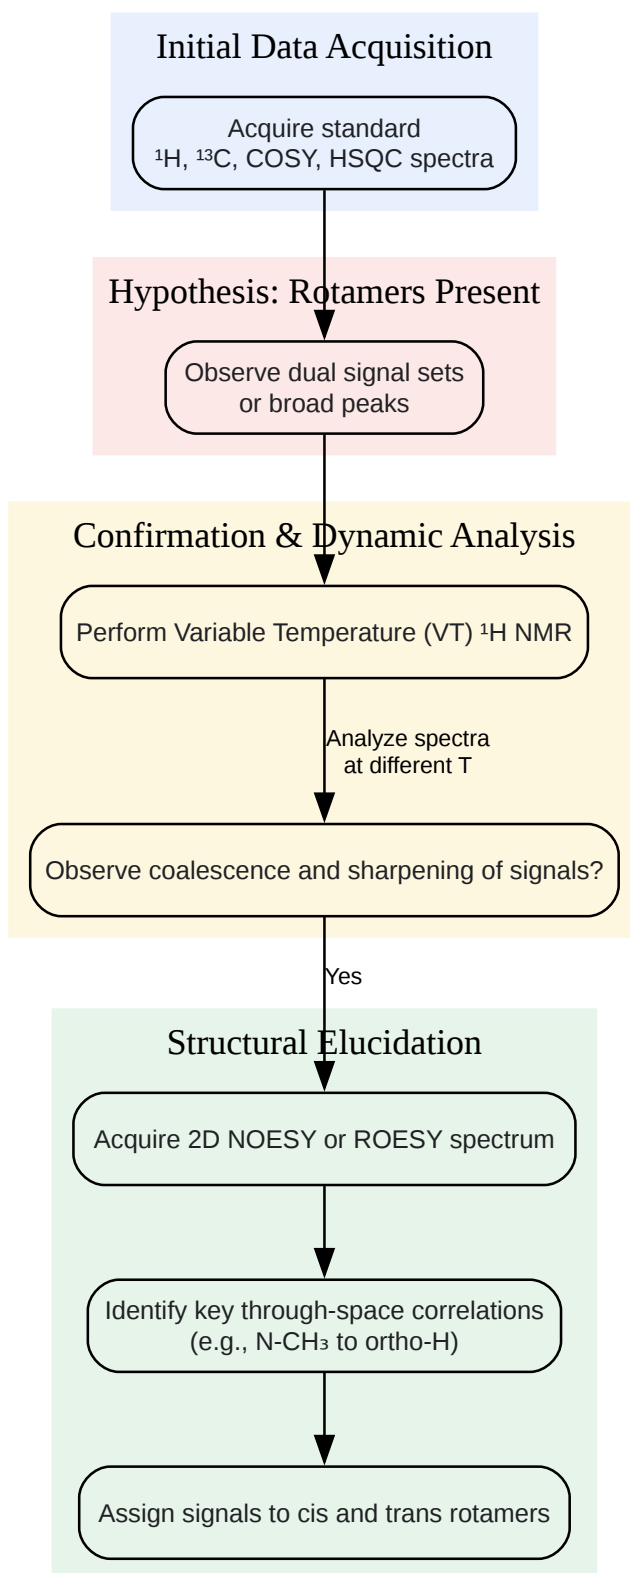 Initial Data Acquisition
Acquire standard
¹H, ¹³C, COSY, HSQC spectra
Hypothesis: Rotamers Present
Observe dual signal sets
or broad peaks
Confirmation & Dynamic Analysis
Perform Variable Temperature (VT) ¹H NMR
Analyze spectra
at different T
Observe coalescence and sharpening of signals?
Yes
Structural Elucidation
Acquire 2D NOESY or ROESY spectrum
Identify key through-space correlations
(e.g., N-CH₃ to ortho-H)
Assign signals to cis and trans rotamers